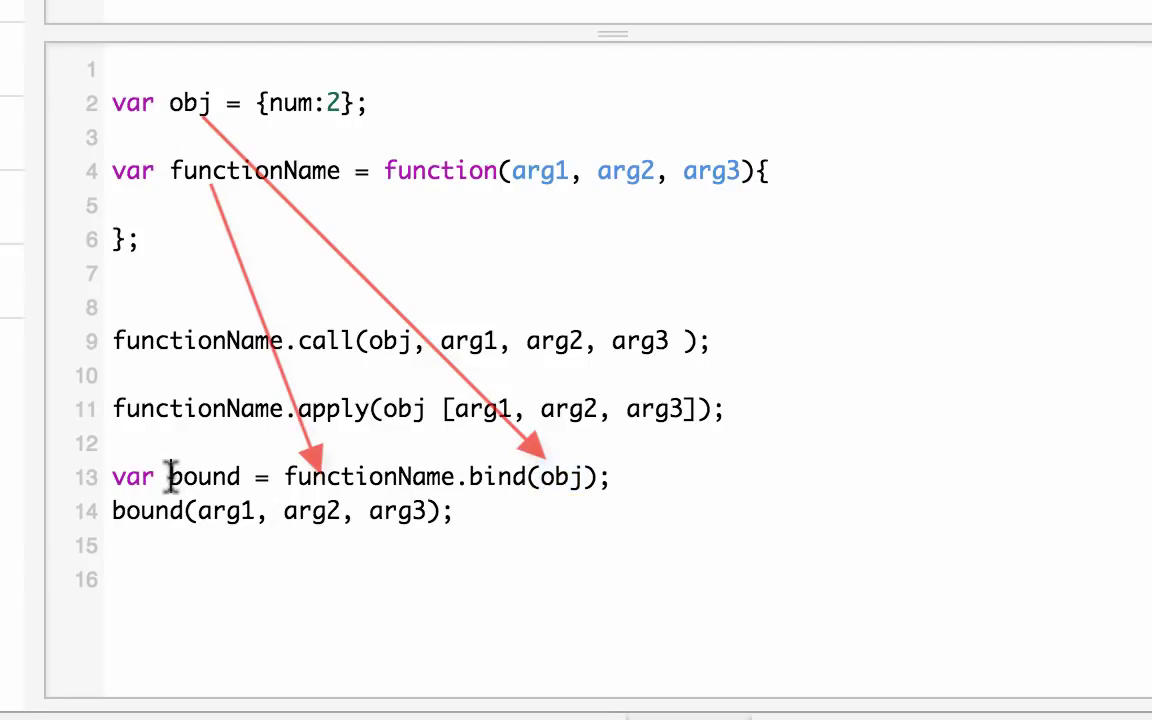 1
2 var obj = {num:2};
3
4 var functionName = function(arg1, arg2, arg3){
5
6 };
7
8
9 functionName.call(obj, arg1, arg2, arg3 );
10
11 functionName.apply(obj [arg1, arg2, arg3]);
12
13 var bound = functionName.bind(obj);
14 bound(arg1, arg2, arg3);
15
16